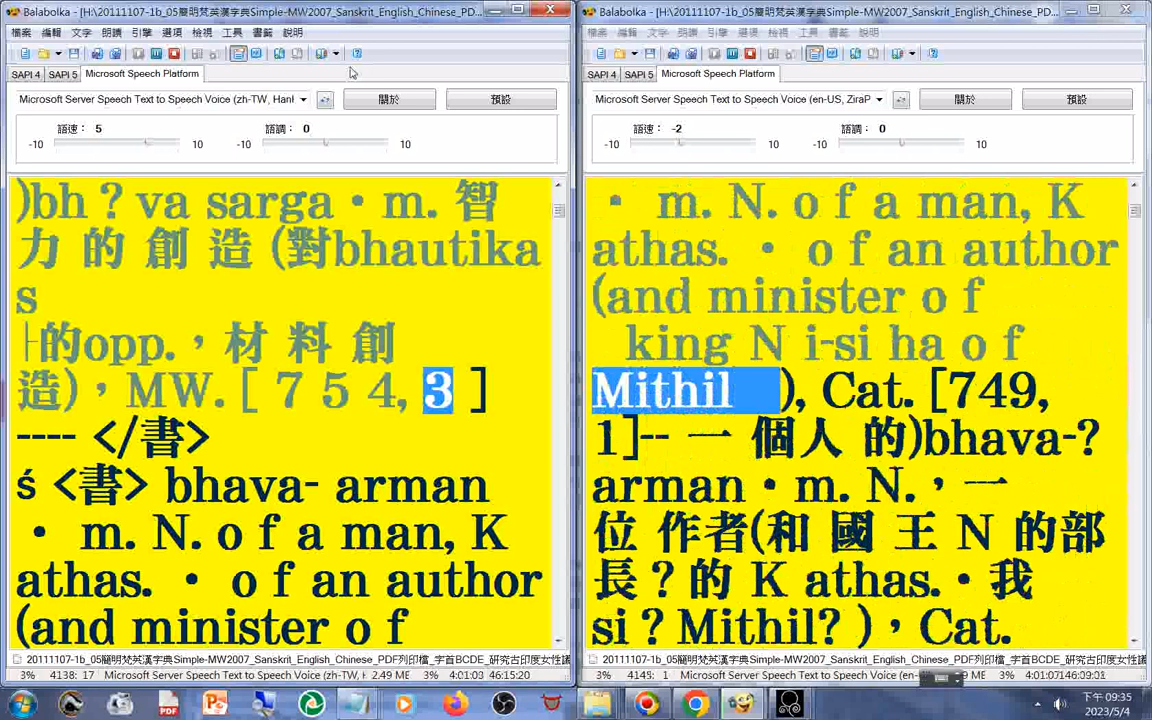 Balabolka - [H:\20111107-1b_05簡明梵英漢字典Simple-MW2007_Sanskrit_English_Chinese_PD...
檔案 編輯 文字 朗讀 引擎 選項 檢視 工具 書籤 說明
SAPI 4 SAPI 5 Microsoft Speech Platform
Microsoft Server Speech Text to Speech Voice (zh-TW, Hanl
關於 預設
語速： 5 語調： 0
-10 10 -10 10
)bh ? va sarga • m. 智
力 的 創 造 (對bhautika
s
├的opp.，材 料 創
造)，MW. [ 7 5 4, 3 ]
---- </書>
ś <書> bhava- arman
• m. N. o f a man, K
athas. • o f an author
(and minister o f
20111107-1b_05簡明梵英漢字典Simple-MW2007_Sanskrit_English_Chinese_PDF列印檔_字首BCDE_研究古印度女性議
3% 4138: 17 Microsoft Server Speech Text to Speech Voice (zh-TW, H 2.49 ME 3% 4:01:03 46:15:20
Balabolka - [H:\20111107-1b_05簡明梵英漢字典Simple-MW2007_Sanskrit_English_Chinese_PD...
檔案 編輯 文字 朗讀 引擎 選項 檢視 工具 書籤 說明
SAPI 4 SAPI 5 Microsoft Speech Platform
Microsoft Server Speech Text to Speech Voice (en-US, ZiraP
關於 預設
語速： -2 語調： 0
-10 10 -10 10
• m. N. o f a man, K
athas. • o f an author
(and minister o f
king N i-si ha o f
Mithil ), Cat. [749,
1]-- 一 個人 的)bhava-?
arman • m. N.，一
位 作者(和 國 王 N 的部
長？的 K athas. • 我
si ? Mithil? )，Cat.
20111107-1b_05簡明梵英漢字典Simple-MW2007_Sanskrit_English_Chinese_PDF列印檔_字首BCDE_研究古印度女性議
3% 4145: 1 Microsoft Server Speech Text to Speech Voice (en-
ME 3% 4:01:07
下午 09:35
2023/5/4